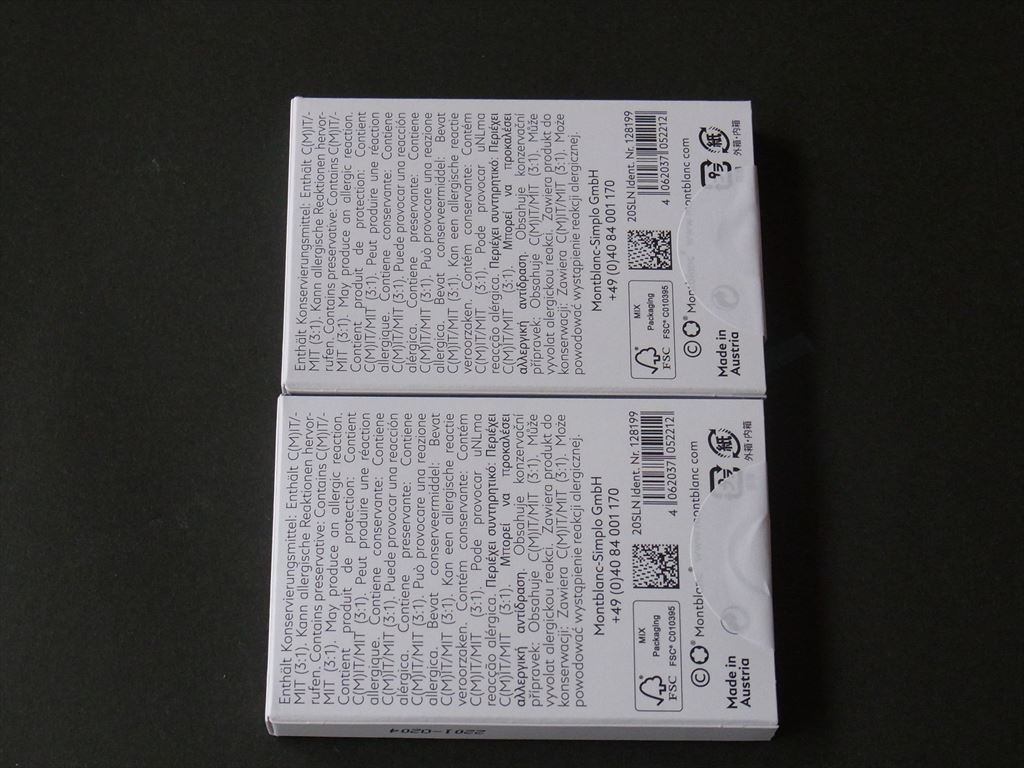 Enthält Konservierungsmittel: Enthält C(M)IT/-
MIT (3:1). Kann allergische Reaktionen hervor-
rufen. Contains preservative: Contains C(M)IT/-
MIT (3:1). May produce an allergic reaction.
Contient produit de protection: Contient
C(M)IT/MIT (3:1). Peut produire une réaction
allergique. Contiene conservante: Contiene
C(M)IT/MIT (3:1). Puede provocar una reacción
alérgica. Contiene preservante: Contiene
C(M)IT/MIT (3:1). Può provocare una reazione
allergica. Bevat conserveermiddel: Bevat
C(M)IT/MIT (3:1). Kan een allergische reactie
veroorzaken. Contém conservante: Contém
C(M)IT/MIT (3:1). Pode provocar uNLma
reacção alérgica. Περιέχει συντηρητικό: Περιέχει
C(M)IT/MIT (3:1). Μπορεί να προκαλέσει
αλλεργική αντίδραση. Obsahuje konzervační
přípravek: Obsahuje C(M)IT/MIT (3:1). Může
vyvolat alergickou reakci. Zawiera produkt do
konserwacji: Zawiera C(M)IT/MIT (3:1). Może
powodować wystąpienie reakcji alergicznej.
Montblanc-Simplo GmbH
+49 (0)40 84 001 170
MIX
Packaging
FSC® C010395
FSC
20SLN Ident. Nr. 128199
4 062037 052212
© ® Montblanc www.montblanc.com
Made in
Austria
紙
外箱・内箱
Enthält Konservierungsmittel: Enthält C(M)IT/-
MIT (3:1). Kann allergische Reaktionen hervor-
rufen. Contains preservative: Contains C(M)IT/-
MIT (3:1). May produce an allergic reaction.
Contient produit de protection: Contient
C(M)IT/MIT (3:1). Peut produire une réaction
allergique. Contiene conservante: Contiene
C(M)IT/MIT (3:1). Puede provocar una reacción
alérgica. Contiene preservante: Contiene
C(M)IT/MIT (3:1). Può provocare una reazione
allergica. Bevat conserveermiddel: Bevat
C(M)IT/MIT (3:1). Kan een allergische reactie
veroorzaken. Contém conservante: Contém
C(M)IT/MIT (3:1). Pode provocar uNLma
reacção alérgica. Περιέχει συντηρητικό: Περιέχει
C(M)IT/MIT (3:1). Μπορεί να προκαλέσει
αλλεργική αντίδραση. Obsahuje konzervační
přípravek: Obsahuje C(M)IT/MIT (3:1). Může
vyvolat alergickou reakci. Zawiera produkt do
konserwacji: Zawiera C(M)IT/MIT (3:1). Może
powodować wystąpienie reakcji alergicznej.
Montblanc-Simplo GmbH
+49 (0)40 84 001 170
MIX
Packaging
FSC® C010395
FSC
20SLN Ident. Nr. 128199
4 062037 052212
© ® Montblanc ontblanc.com
Made in
Austria
紙
外箱・内箱
2201-0204